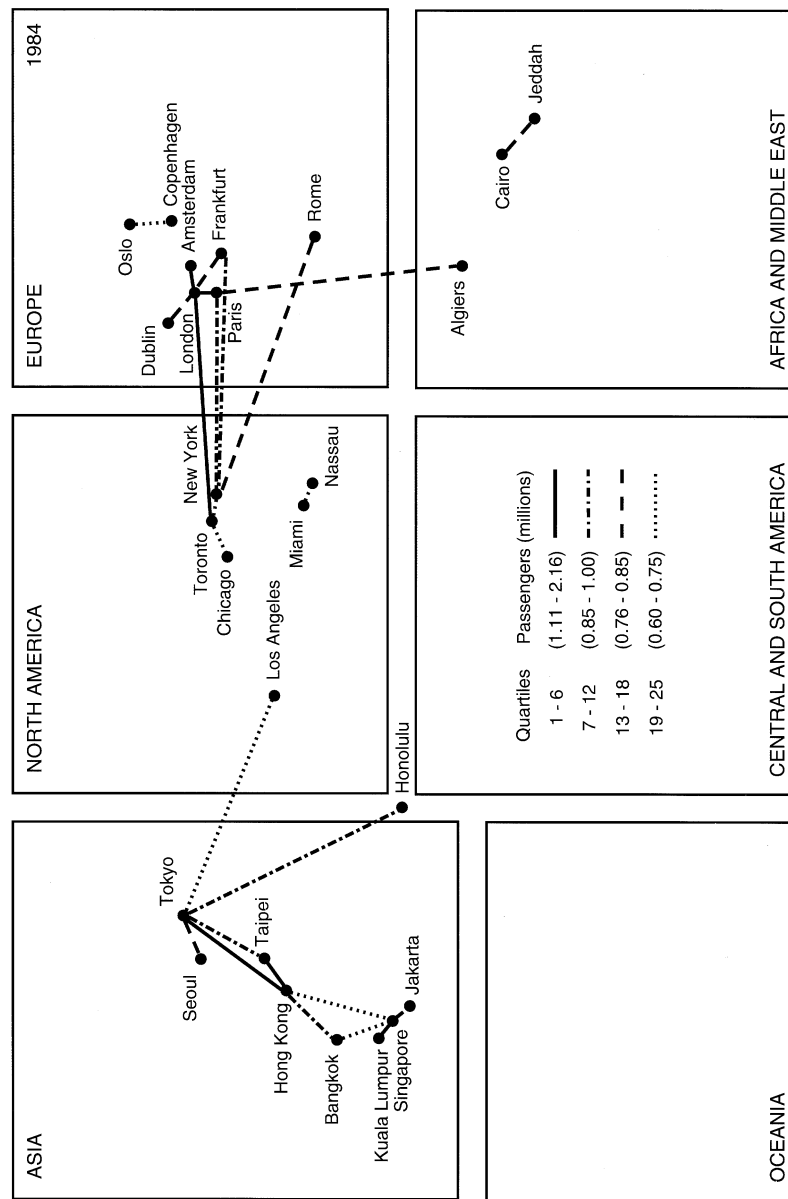 1984
ASIA
NORTH AMERICA
EUROPE
Tokyo
Seoul
Taipei
Hong Kong
Bangkok
Kuala Lumpur
Singapore
Jakarta
Honolulu
Los Angeles
Toronto
Chicago
New York
Miami
Nassau
Dublin
London
Paris
Oslo
Copenhagen
Amsterdam
Frankfurt
Rome
Algiers
Cairo
Jeddah
Quartiles Passengers (millions)
1 - 6 (1.11 - 2.16)
7 - 12 (0.85 - 1.00)
13 - 18 (0.76 - 0.85)
19 - 25 (0.60 - 0.75)
OCEANIA
CENTRAL AND SOUTH AMERICA
AFRICA AND MIDDLE EAST